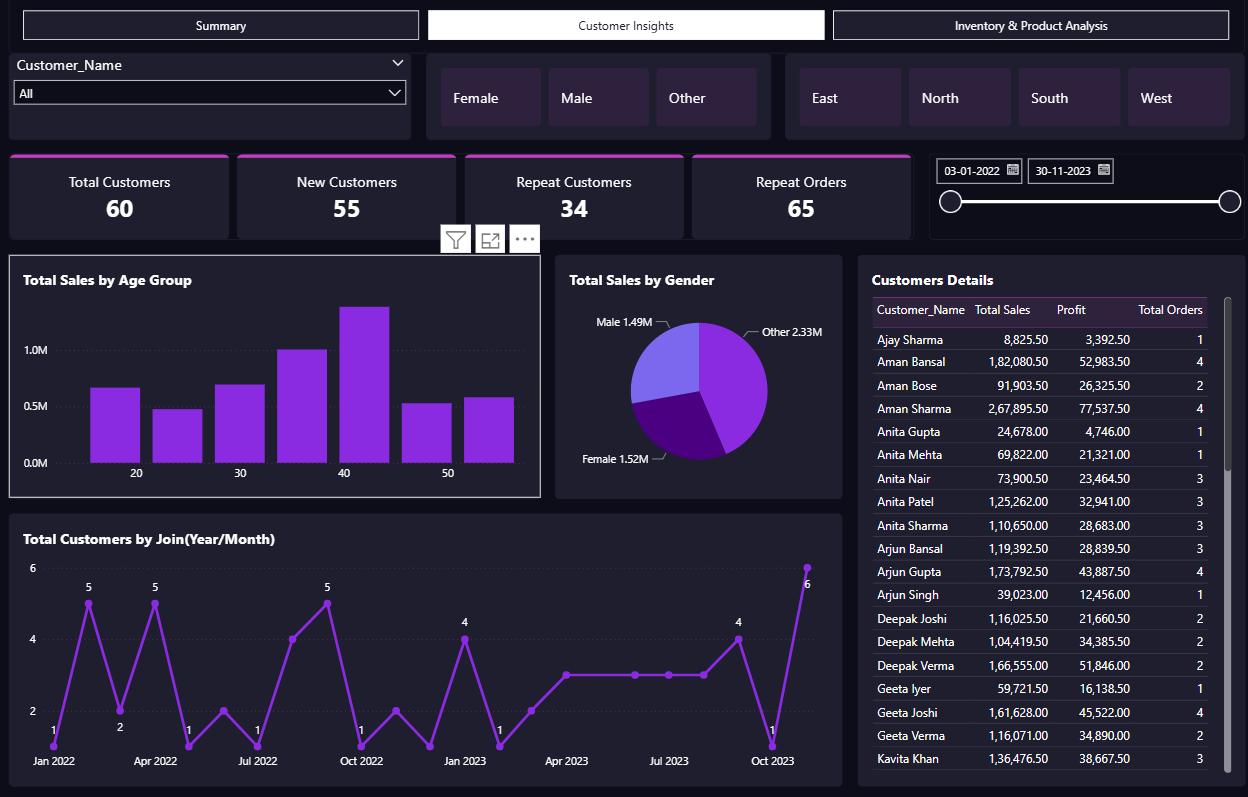 Summary
Customer Insights
Inventory & Product Analysis
Customer_Name
All
Female Male Other
East North South West
Total Customers
60
New Customers
55
Repeat Customers
34
Repeat Orders
65
03-01-2022 30-11-2023
Total Sales by Age Group
1.0M
0.5M
0.0M
20 30 40 50
Total Sales by Gender
Male 1.49M
Other 2.33M
Female 1.52M
Total Customers by Join(Year/Month)
6
4
2
1 5 2 5 1 1 5 1 4 1 4 1 6
Jan 2022 Apr 2022 Jul 2022 Oct 2022 Jan 2023 Apr 2023 Jul 2023 Oct 2023
Customers Details
Customer_Name Total Sales Profit Total Orders
Ajay Sharma 8,825.50 3,392.50 1
Aman Bansal 1,82,080.50 52,983.50 4
Aman Bose 91,903.50 26,325.50 2
Aman Sharma 2,67,895.50 77,537.50 4
Anita Gupta 24,678.00 4,746.00 1
Anita Mehta 69,822.00 21,321.00 1
Anita Nair 73,900.50 23,464.50 3
Anita Patel 1,25,262.00 32,941.00 3
Anita Sharma 1,10,650.00 28,683.00 3
Arjun Bansal 1,19,392.50 28,839.50 3
Arjun Gupta 1,73,792.50 43,887.50 4
Arjun Singh 39,023.00 12,456.00 1
Deepak Joshi 1,16,025.50 21,660.50 2
Deepak Mehta 1,04,419.50 34,385.50 2
Deepak Verma 1,66,555.00 51,846.00 2
Geeta Iyer 59,721.50 16,138.50 1
Geeta Joshi 1,61,628.00 45,522.00 4
Geeta Verma 1,16,071.00 34,890.00 2
Kavita Khan 1,36,476.50 38,667.50 3